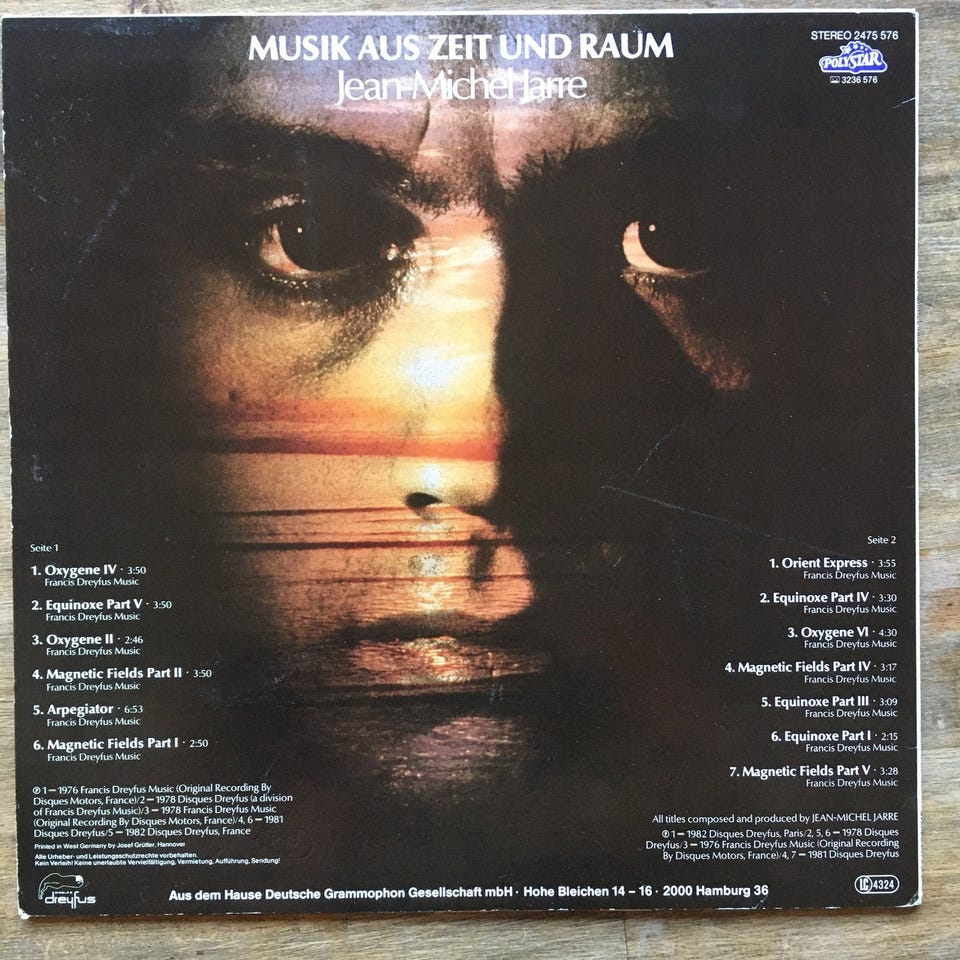 MUSIK AUS ZEIT UND RAUM
Jean-Michel Jarre
STEREO 2475 576
POLYSTAR
3236 576
Seite 1
1. Oxygene IV · 3:50
Francis Dreyfus Music
2. Equinoxe Part V · 3:50
Francis Dreyfus Music
3. Oxygene II · 2:46
Francis Dreyfus Music
4. Magnetic Fields Part II · 3:50
Francis Dreyfus Music
5. Arpegiator · 6:53
Francis Dreyfus Music
6. Magnetic Fields Part I · 2:50
Francis Dreyfus Music
℗ 1 – 1976 Francis Dreyfus Music (Original Recording By
Disques Motors, France)/2 – 1978 Disques Dreyfus (a division
of Francis Dreyfus Music)/3 – 1978 Francis Dreyfus Music
(Original Recording By Disques Motors, France)/4, 6 – 1981
Disques Dreyfus/5 – 1982 Disques Dreyfus, France
Printed in West Germany by Josef Grütter, Hannover
Alle Urheber- und Leistungsschutzrechte vorbehalten.
Kein Verleih! Keine unerlaubte Vervielfältigung, Vermietung, Aufführung, Sendung!
Seite 2
1. Orient Express · 3:55
Francis Dreyfus Music
2. Equinoxe Part IV · 3:30
Francis Dreyfus Music
3. Oxygene VI · 4:30
Francis Dreyfus Music
4. Magnetic Fields Part IV · 3:17
Francis Dreyfus Music
5. Equinoxe Part III · 3:09
Francis Dreyfus Music
6. Equinoxe Part I · 2:15
Francis Dreyfus Music
7. Magnetic Fields Part V · 3:28
Francis Dreyfus Music
All titles composed and produced by JEAN-MICHEL JARRE
℗ 1 – 1982 Disques Dreyfus, Paris/2, 5, 6 – 1978 Disques
Dreyfus/3 – 1976 Francis Dreyfus Music (Original Recording
By Disques Motors, France)/4, 7 – 1981 Disques Dreyfus
dreyfus
Aus dem Hause Deutsche Grammophon Gesellschaft mbH · Hohe Bleichen 14 – 16 · 2000 Hamburg 36
LC 4324